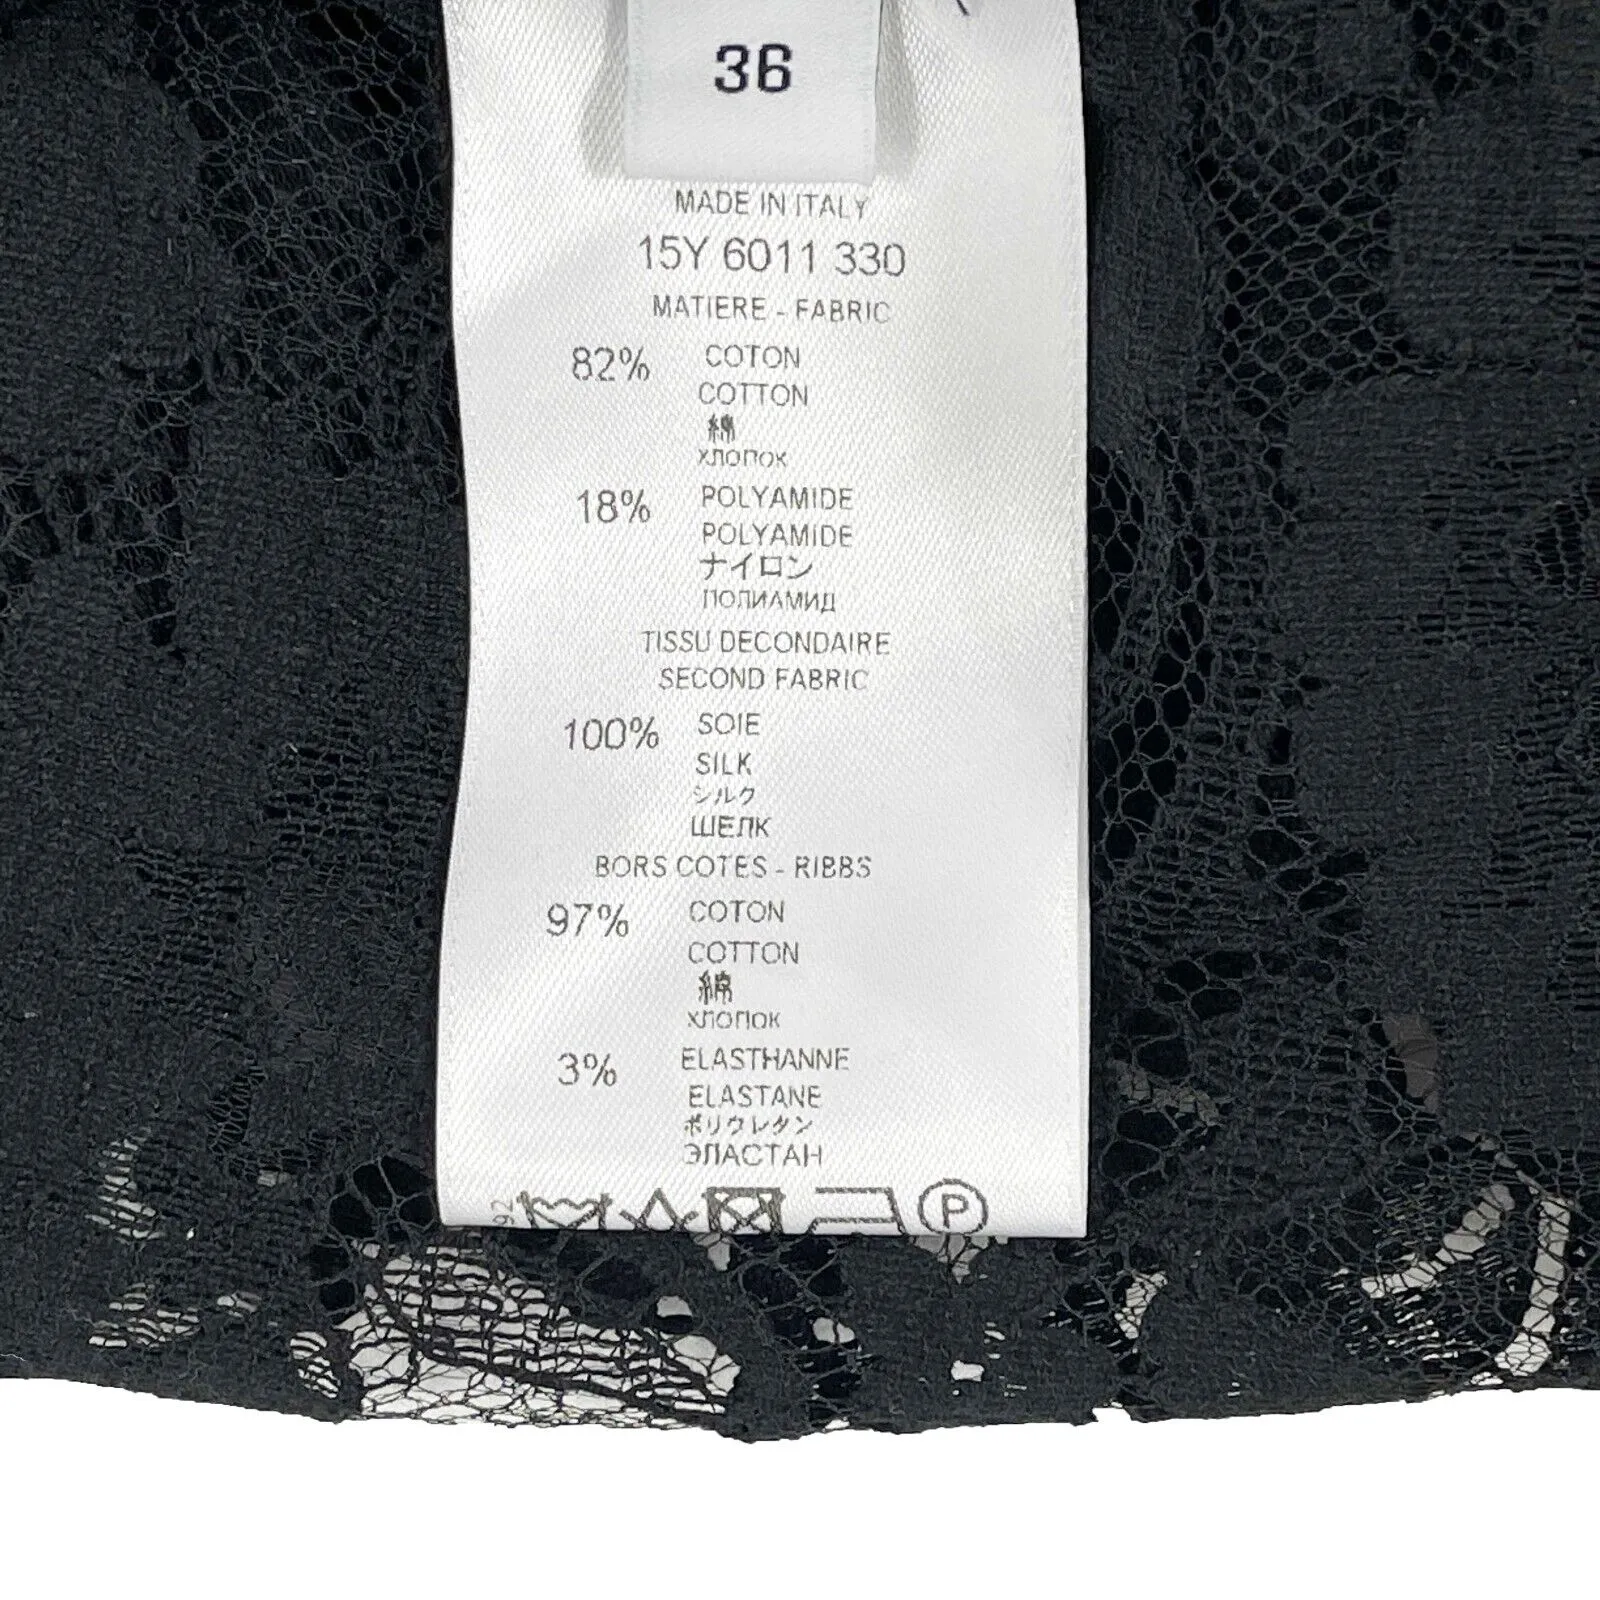 36
MADE IN ITALY
15Y 6011 330
MATIERE - FABRIC
82% COTON
COTTON
綿
ХЛОПОК
18% POLYAMIDE
POLYAMIDE
ナイロン
ПОЛИАМИД
TISSU DECONDAIRE
SECOND FABRIC
100% SOIE
SILK
シルク
ШЕЛК
BORS COTES - RIBBS
97% COTON
COTTON
綿
ХЛОПОК
3% ELASTHANNE
ELASTANE
ポリウレタン
ЭЛАСТАН
92
P